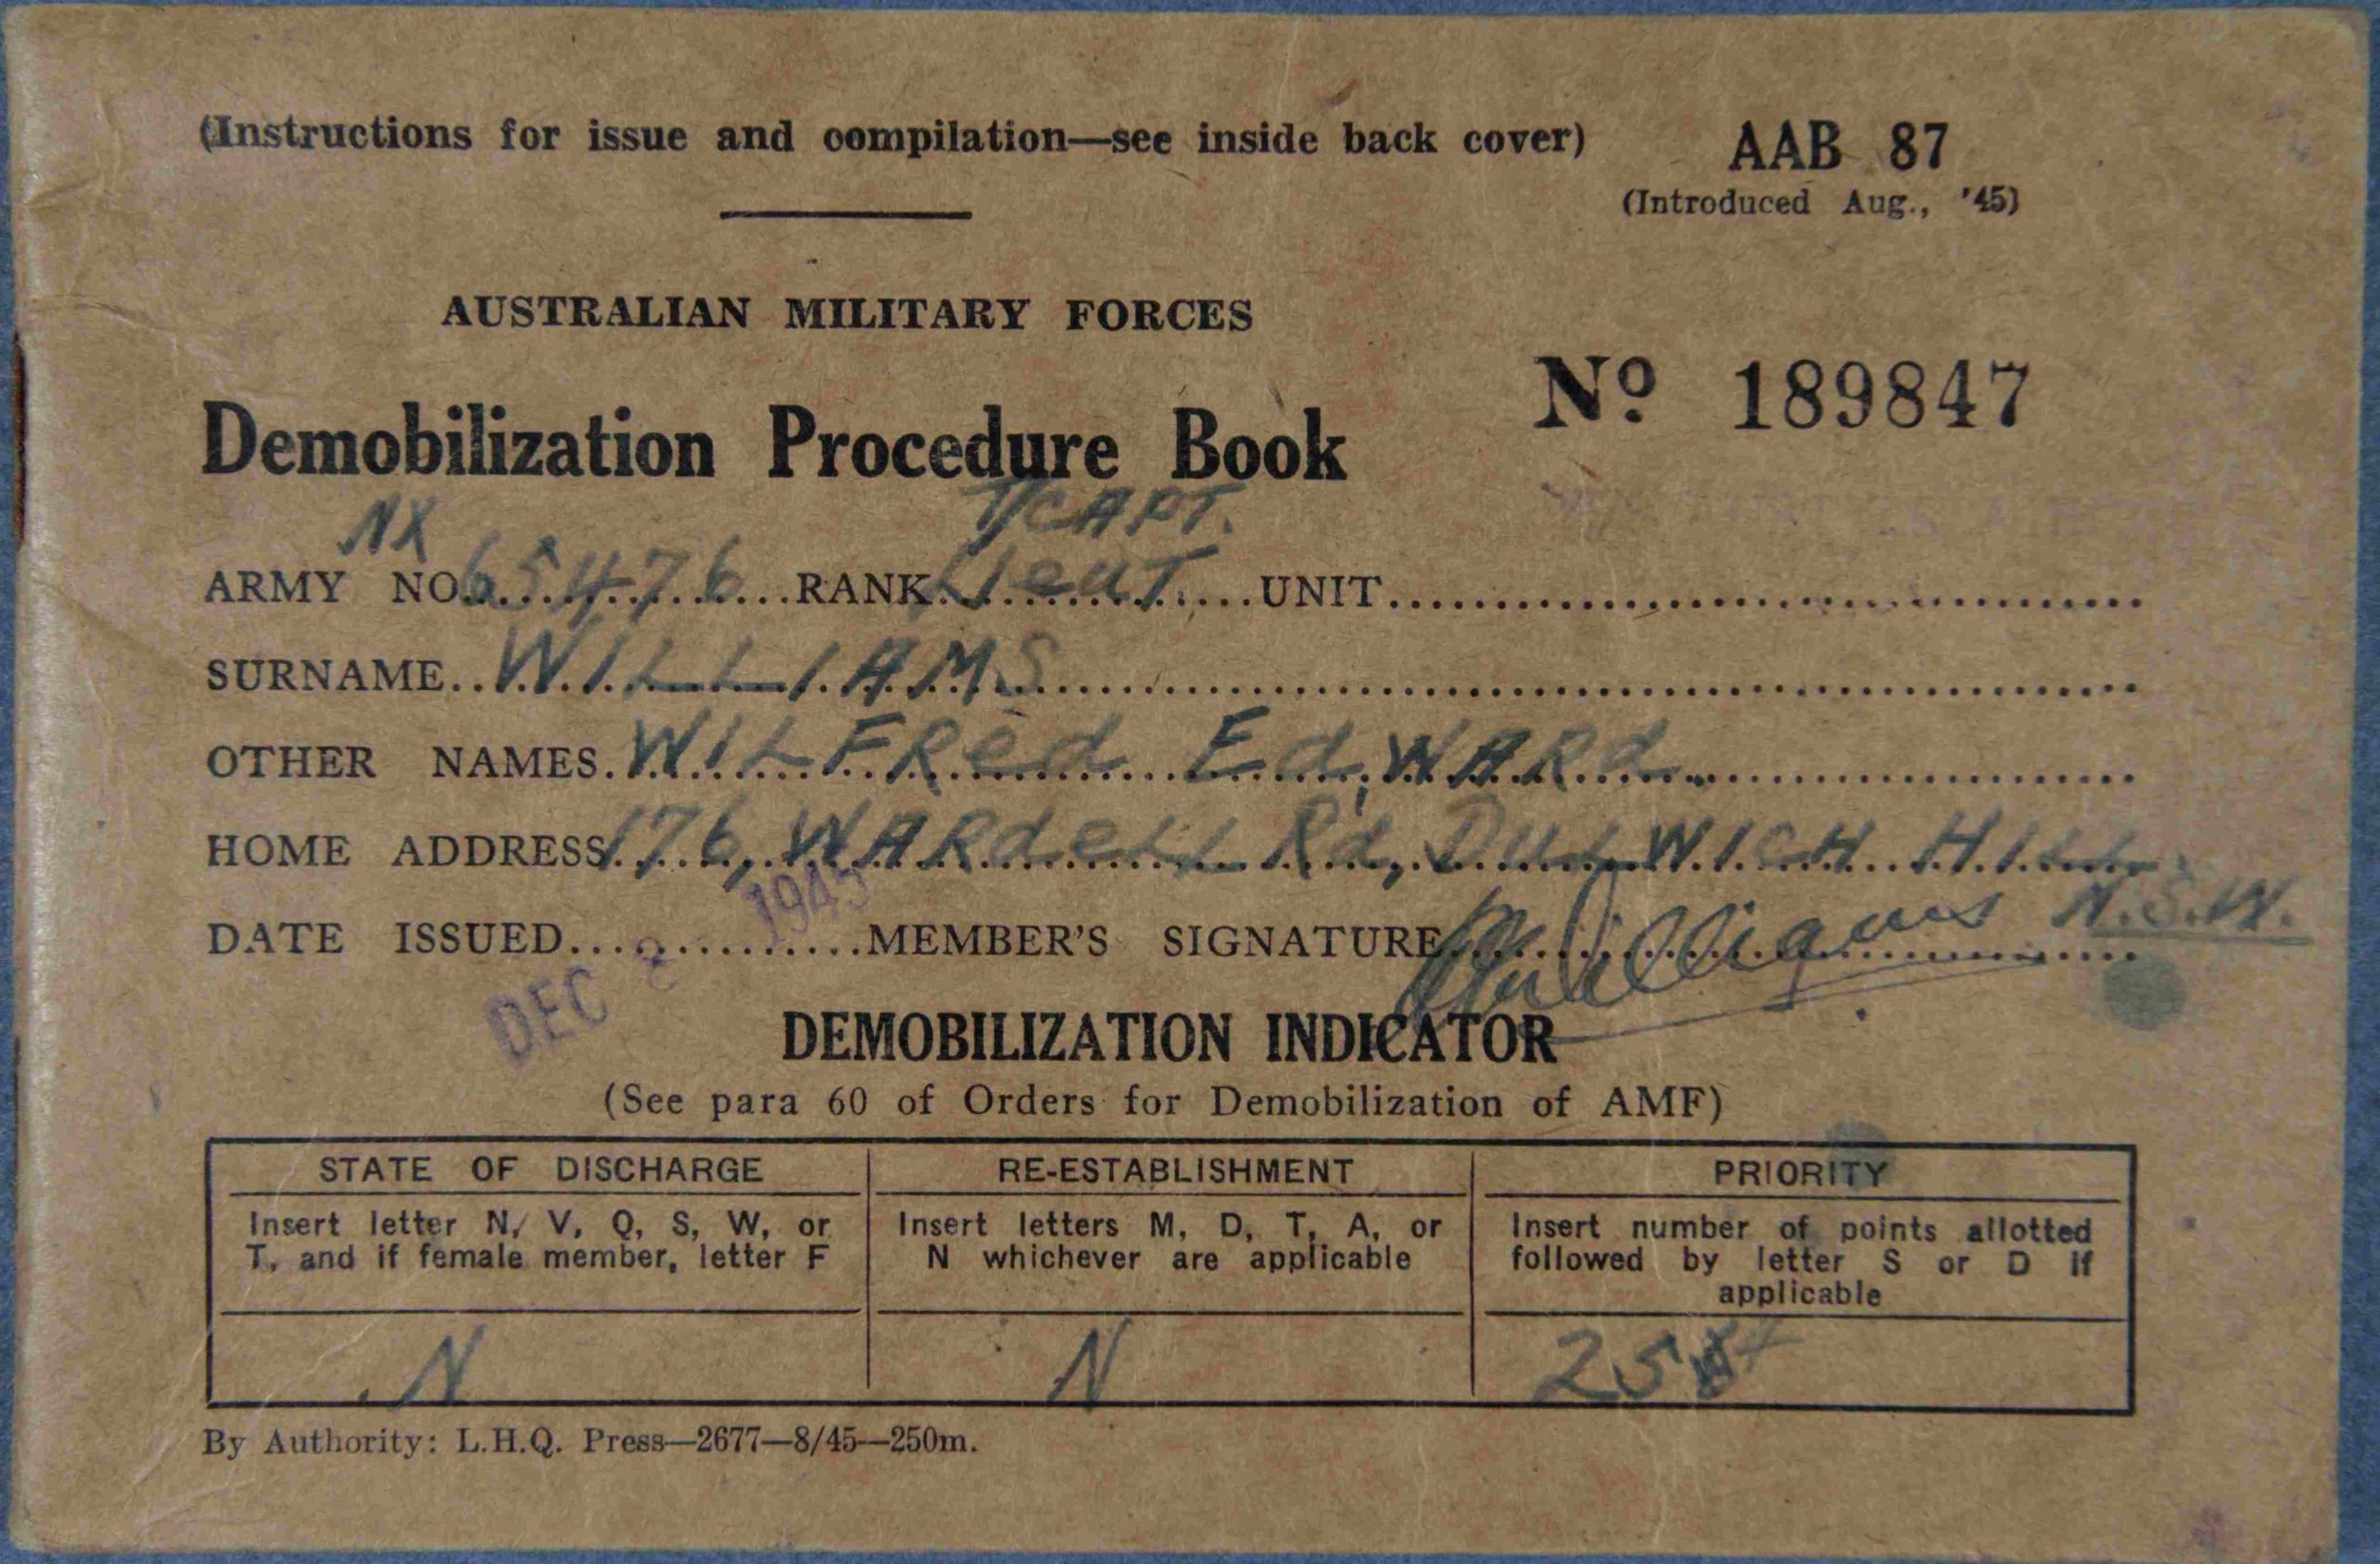 (Instructions for issue and compilation—see inside back cover)
AAB 87
(Introduced Aug., '45)
AUSTRALIAN MILITARY FORCES
Nº 189847
Demobilization Procedure Book
NX T/CAPT.
ARMY NO. 65476 RANK Lieut UNIT
SURNAME WILLIAMS
OTHER NAMES WILFRed EdWARd
HOME ADDRESS 176, WARdeLL Rd, DuLWICH HILL
N.S.W.
DATE ISSUED DEC 1945 MEMBER'S SIGNATURE Williams
DEMOBILIZATION INDICATOR
(See para 60 of Orders for Demobilization of AMF)
STATE OF DISCHARGE RE-ESTABLISHMENT PRIORITY
Insert letter N, V, Q, S, W, or Insert letters M, D, T, A, or Insert number of points allotted
T, and if female member, letter F N whichever are applicable followed by letter S or D if
applicable
N N 25
By Authority: L.H.Q. Press—2677—8/45—250m.